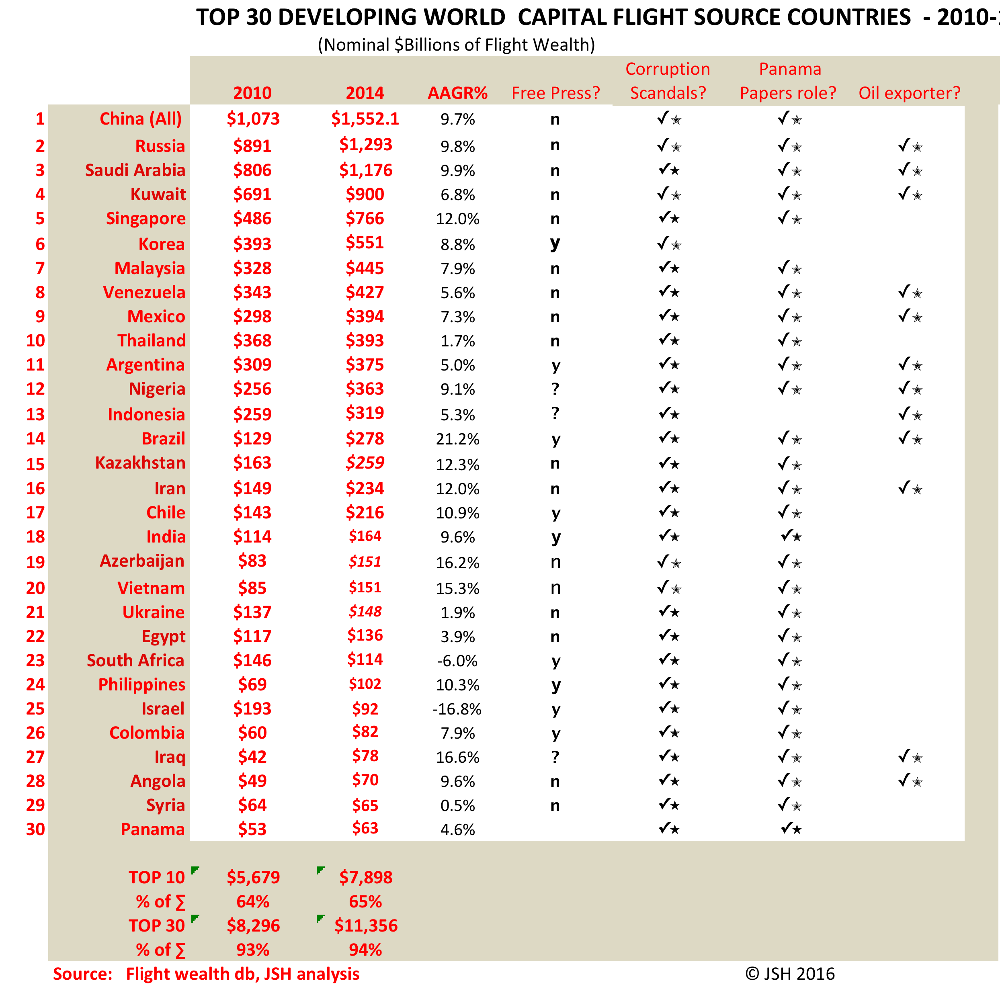 TOP 30 DEVELOPING WORLD CAPITAL FLIGHT SOURCE COUNTRIES - 2010-
(Nominal $Billions of Flight Wealth)
Corruption Panama
2010 2014 AAGR% Free Press? Scandals? Papers role? Oil exporter?
1 China (All) $1,073 $1,552.1 9.7% n ✓✭ ✓✭
2 Russia $891 $1,293 9.8% n ✓✭ ✓✭ ✓✭
3 Saudi Arabia $806 $1,176 9.9% n ✓★ ✓✭ ✓✭
4 Kuwait $691 $900 6.8% n ✓✭ ✓✭ ✓✭
5 Singapore $486 $766 12.0% n ✓★ ✓✭
6 Korea $393 $551 8.8% y ✓✭
7 Malaysia $328 $445 7.9% n ✓★ ✓✭
8 Venezuela $343 $427 5.6% n ✓★ ✓✭ ✓✭
9 Mexico $298 $394 7.3% n ✓★ ✓✭ ✓✭
10 Thailand $368 $393 1.7% n ✓★ ✓✭
11 Argentina $309 $375 5.0% y ✓★ ✓✭ ✓✭
12 Nigeria $256 $363 9.1% ? ✓★ ✓✭ ✓✭
13 Indonesia $259 $319 5.3% ? ✓★ ✓✭
14 Brazil $129 $278 21.2% y ✓★ ✓✭ ✓✭
15 Kazakhstan $163 $259 12.3% n ✓★ ✓✭
16 Iran $149 $234 12.0% n ✓★ ✓✭ ✓✭
17 Chile $143 $216 10.9% y ✓★ ✓✭
18 India $114 $164 9.6% y ✓★ ✓★
19 Azerbaijan $83 $151 16.2% n ✓✭ ✓✭
20 Vietnam $85 $151 15.3% n ✓✭ ✓✭
21 Ukraine $137 $148 1.9% n ✓★ ✓✭
22 Egypt $117 $136 3.9% n ✓★ ✓✭
23 South Africa $146 $114 -6.0% y ✓★ ✓✭
24 Philippines $69 $102 10.3% y ✓★ ✓✭
25 Israel $193 $92 -16.8% y ✓★ ✓✭
26 Colombia $60 $82 7.9% y ✓★ ✓✭
27 Iraq $42 $78 16.6% ? ✓★ ✓✭ ✓✭
28 Angola $49 $70 9.6% n ✓★ ✓✭ ✓✭
29 Syria $64 $65 0.5% n ✓★ ✓✭
30 Panama $53 $63 4.6% ✓★ ✓★
TOP 10 $5,679 $7,898
% of ∑ 64% 65%
TOP 30 $8,296 $11,356
% of ∑ 93% 94%
Source: Flight wealth db, JSH analysis © JSH 2016